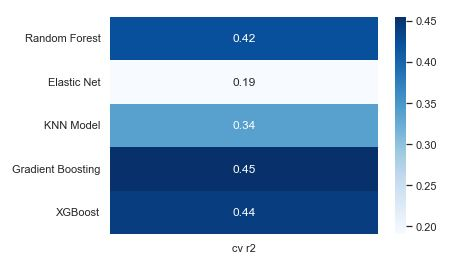 Random Forest 0.42
Elastic Net 0.19
KNN Model 0.34
Gradient Boosting 0.45
XGBoost 0.44
cv r2
0.45
0.40
0.35
0.30
0.25
0.20